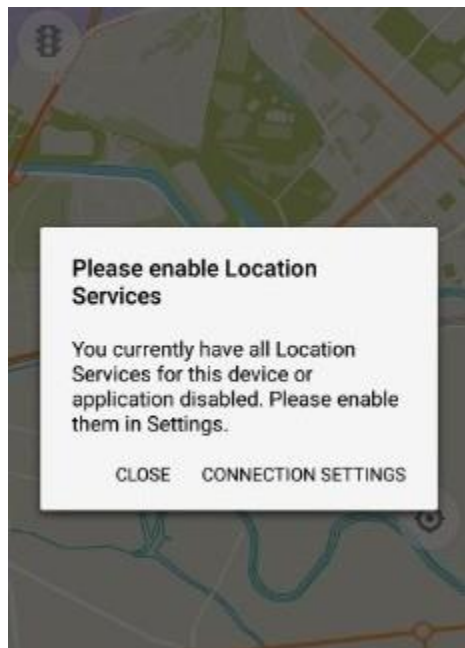 Please enable Location
Services
You currently have all Location
Services for this device or
application disabled. Please enable
them in Settings.
CLOSE CONNECTION SETTINGS